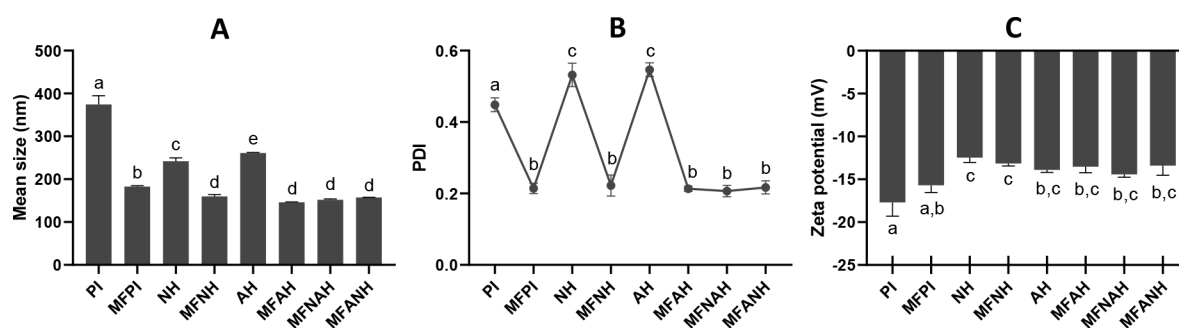 A
Mean size (nm)
500
400
300
200
100
0
a
b
c
d
e
d
d
d
PI
MFPI
NH
MFNH
AH
MFAH
MFNAH
MFANH
B
PDI
0.6
0.4
0.2
0.0
a
b
c
b
c
b
b
b
PI
MFPI
NH
MFNH
AH
MFAH
MFNAH
MFANH
C
Zeta potential (mV)
0
-5
-10
-15
-20
-25
a
a,b
c
c
b,c
b,c
b,c
b,c
PI
MFPI
NH
MFNH
AH
MFAH
MFNAH
MFANH